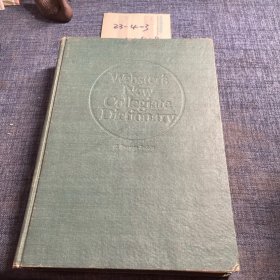 23-4-3
Webster's
New
Collegiate
Dictionary